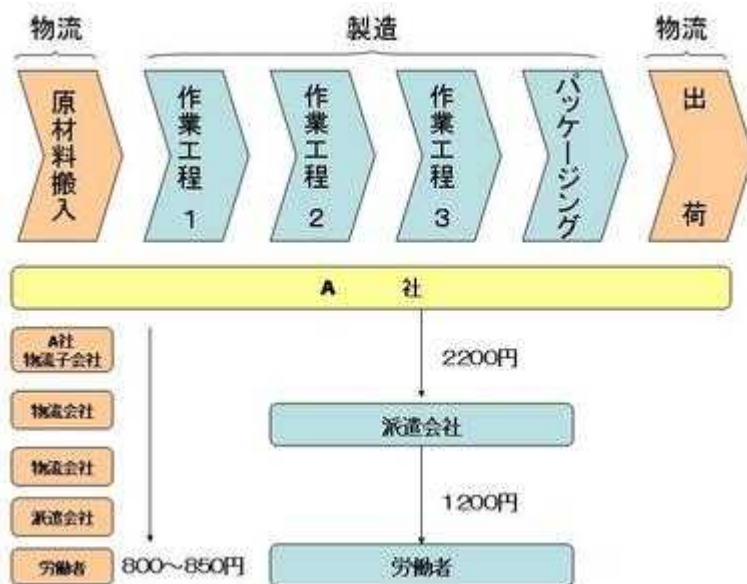 物流
製造
物流
原材料搬入
作業工程1
作業工程2
作業工程3
パッケージング
出荷
A 社
A社
物流子会社
2200円
物流会社
派遣会社
物流会社
1200円
派遣会社
労働者
800〜850円
労働者